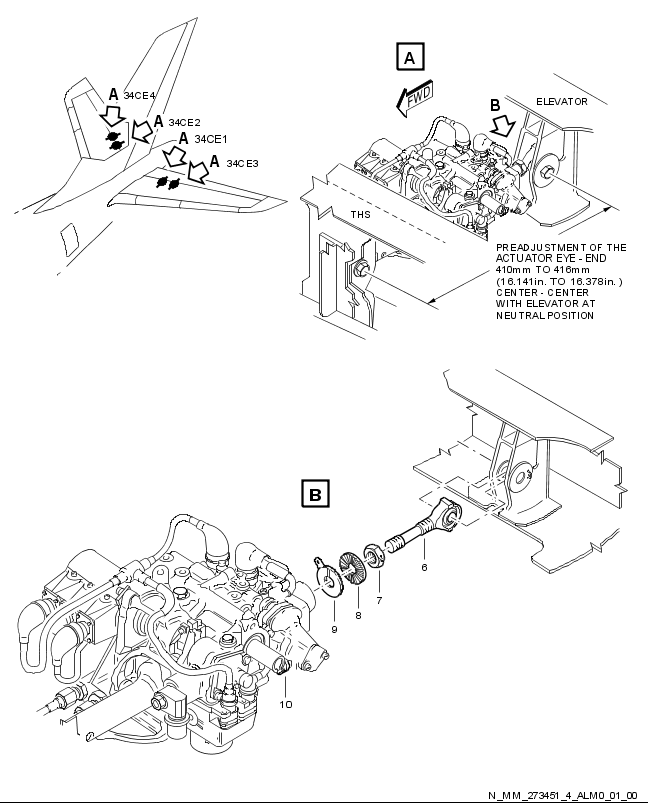 A
34CE4
A
34CE2
A
34CE1
A
34CE3
A
FWD
B
ELEVATOR
THS
PREADJUSTMENT OF THE
ACTUATOR EYE - END
410mm TO 416mm
(16.141in. TO 16.378in. )
CENTER - CENTER
WITH ELEVATOR AT
NEUTRAL POSITION
B
6
7
8
9
10
N_MM_273451_4_ALM0_01_00